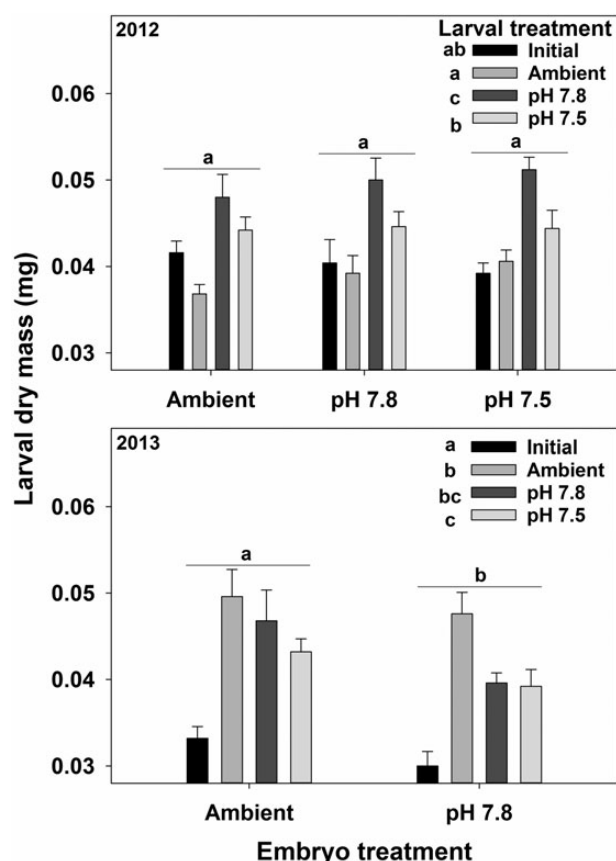 2012
Larval treatment
ab Initial
a Ambient
c pH 7.8
b pH 7.5
0.06
0.05
0.04
0.03
a a a
Ambient pH 7.8 pH 7.5
Larval dry mass (mg)
2013
a Initial
b Ambient
bc pH 7.8
c pH 7.5
0.06
0.05
0.04
0.03
a b
Ambient pH 7.8
Embryo treatment